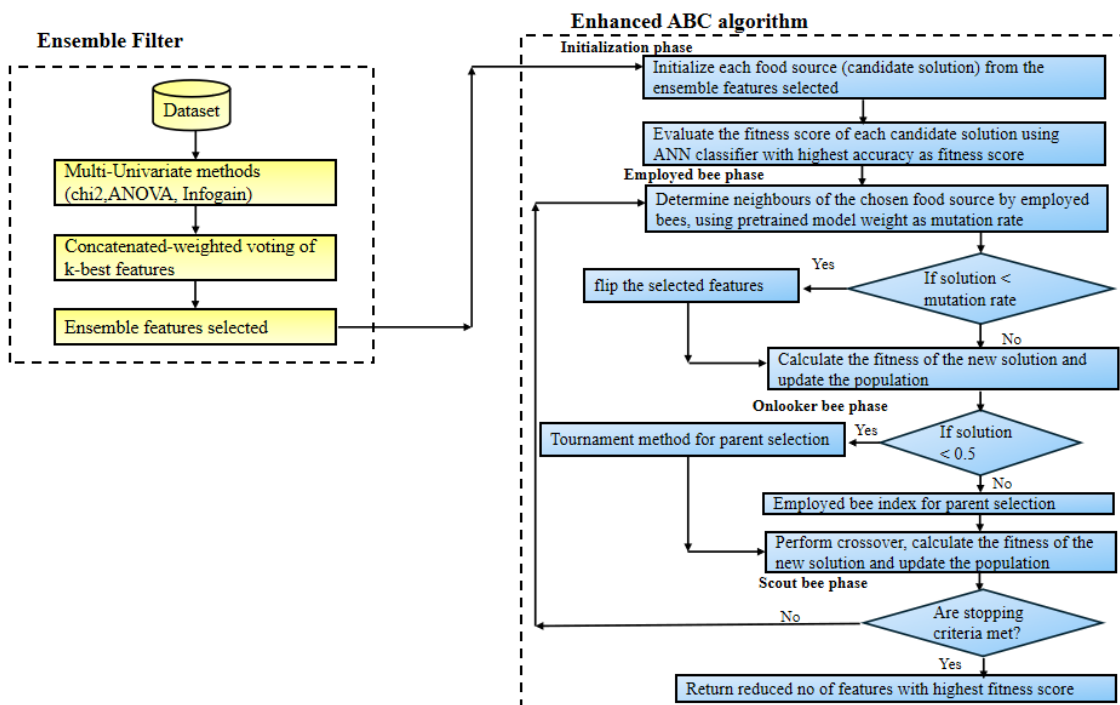 Ensemble Filter
Dataset
Multi-Univariate methods
(chi2,ANOVA, Infogain)
Concatenated-weighted voting of
k-best features
Ensemble features selected
Enhanced ABC algorithm
Initialization phase
Initialize each food source (candidate solution) from the
ensemble features selected
Evaluate the fitness score of each candidate solution using
ANN classifier with highest accuracy as fitness score
Employed bee phase
Determine neighbours of the chosen food source by employed
bees, using pretrained model weight as mutation rate
If solution <
mutation rate
Yes
flip the selected features
No
Calculate the fitness of the new solution and
update the population
Onlooker bee phase
If solution
< 0.5
Yes
Tournament method for parent selection
No
Employed bee index for parent selection
Perform crossover, calculate the fitness of the
new solution and update the population
Scout bee phase
Are stopping
criteria met?
No
Yes
Return reduced no of features with highest fitness score